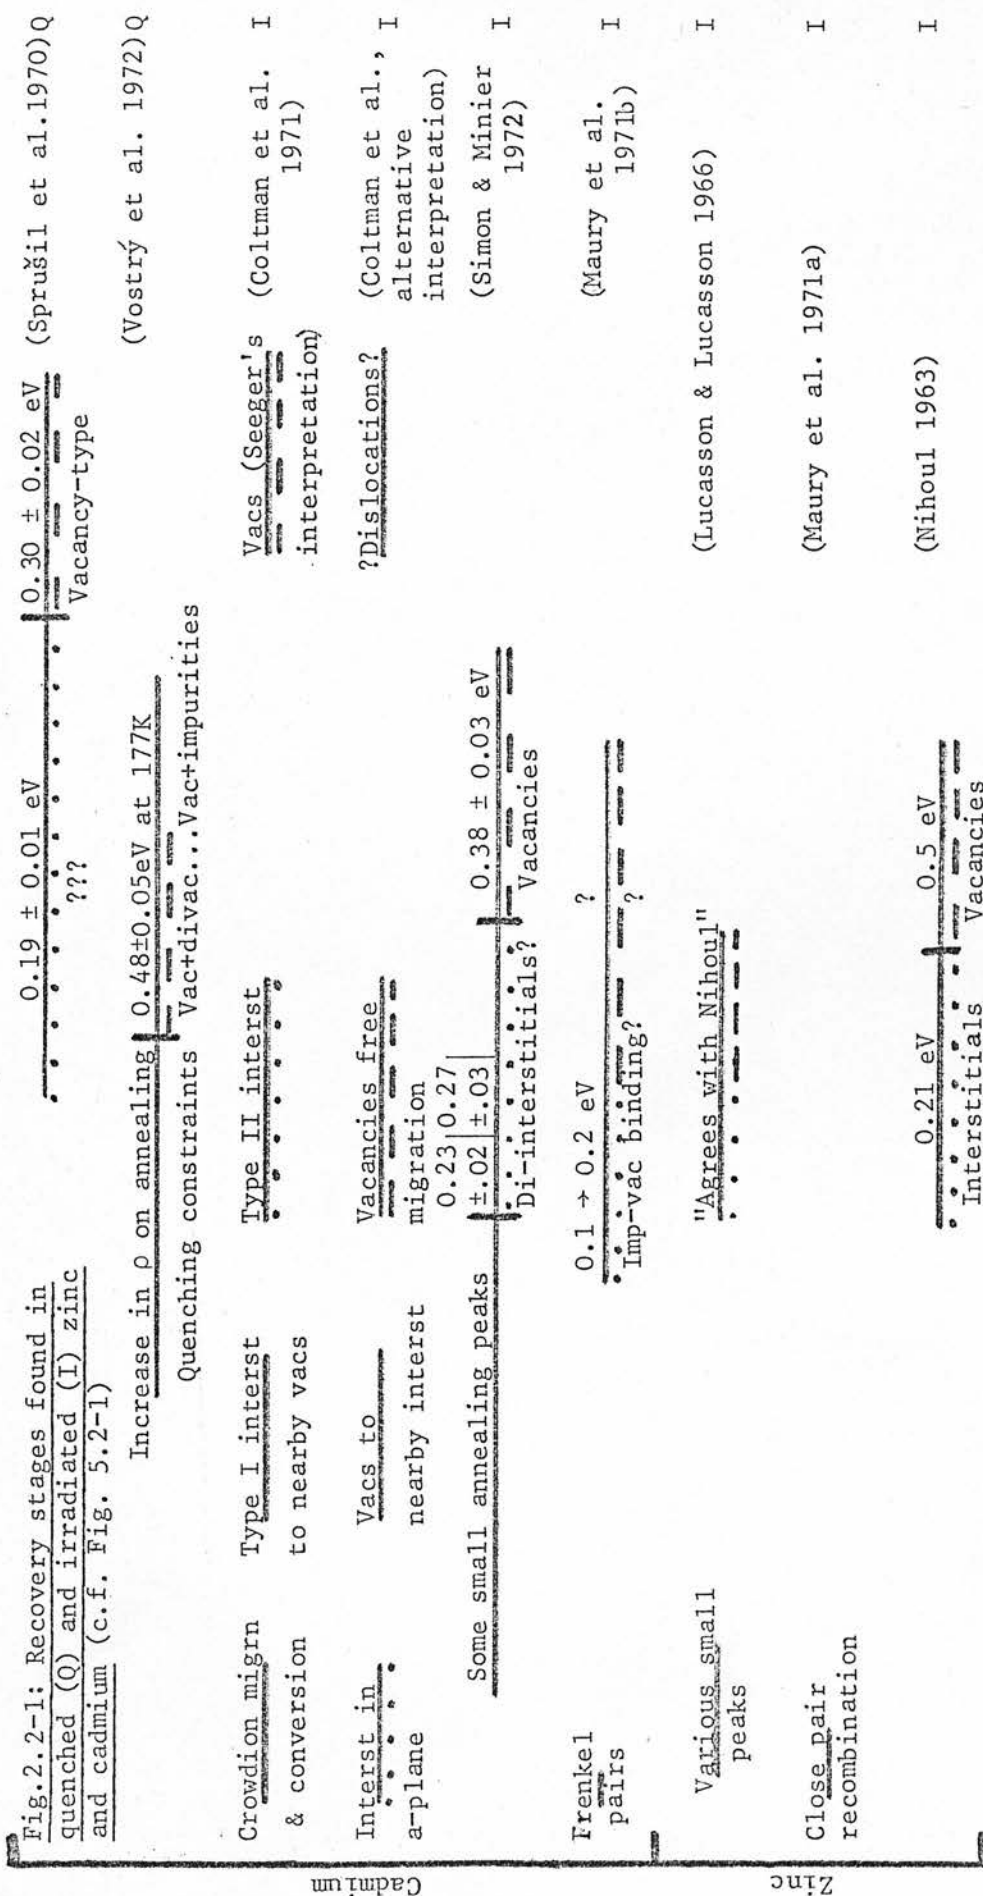 Fig.2.2-1: Recovery stages found in
quenched (Q) and irradiated (I) zinc
and cadmium (c.f. Fig. 5.2-1)
0.19 ± 0.01 eV
???
0.30 ± 0.02 eV
Vacancy-type
(Sprušil et al.1970)Q
Increase in ρ on annealing
0.48±0.05eV at 177K
Quenching constraints
Vac+divac...Vac+impurities
(Vostrý et al. 1972)Q
Crowdion migrn
& conversion
Type I interst
to nearby vacs
Type II interst
Vacs (Seeger's
interpretation)
(Coltman et al. I
1971)
Interst in
a-plane
Vacs to
nearby interst
Vacancies free
migration
?Dislocations?
(Coltman et al., I
alternative
interpretation)
Some small annealing peaks
0.23|0.27
±.02|±.03
Di-interstitials?
0.38 ± 0.03 eV
Vacancies
(Simon & Minier I
1972)
Frenkel
pairs
0.1 → 0.2 eV
Imp-vac binding?
?
?
(Maury et al. I
1971b)
Various small
peaks
"Agrees with Nihoul"
(Lucasson & Lucasson 1966) I
Close pair
recombination
(Maury et al. 1971a) I
0.21 eV
Interstitials
0.5 eV
Vacancies
(Nihoul 1963) I
Cadmium
Zinc